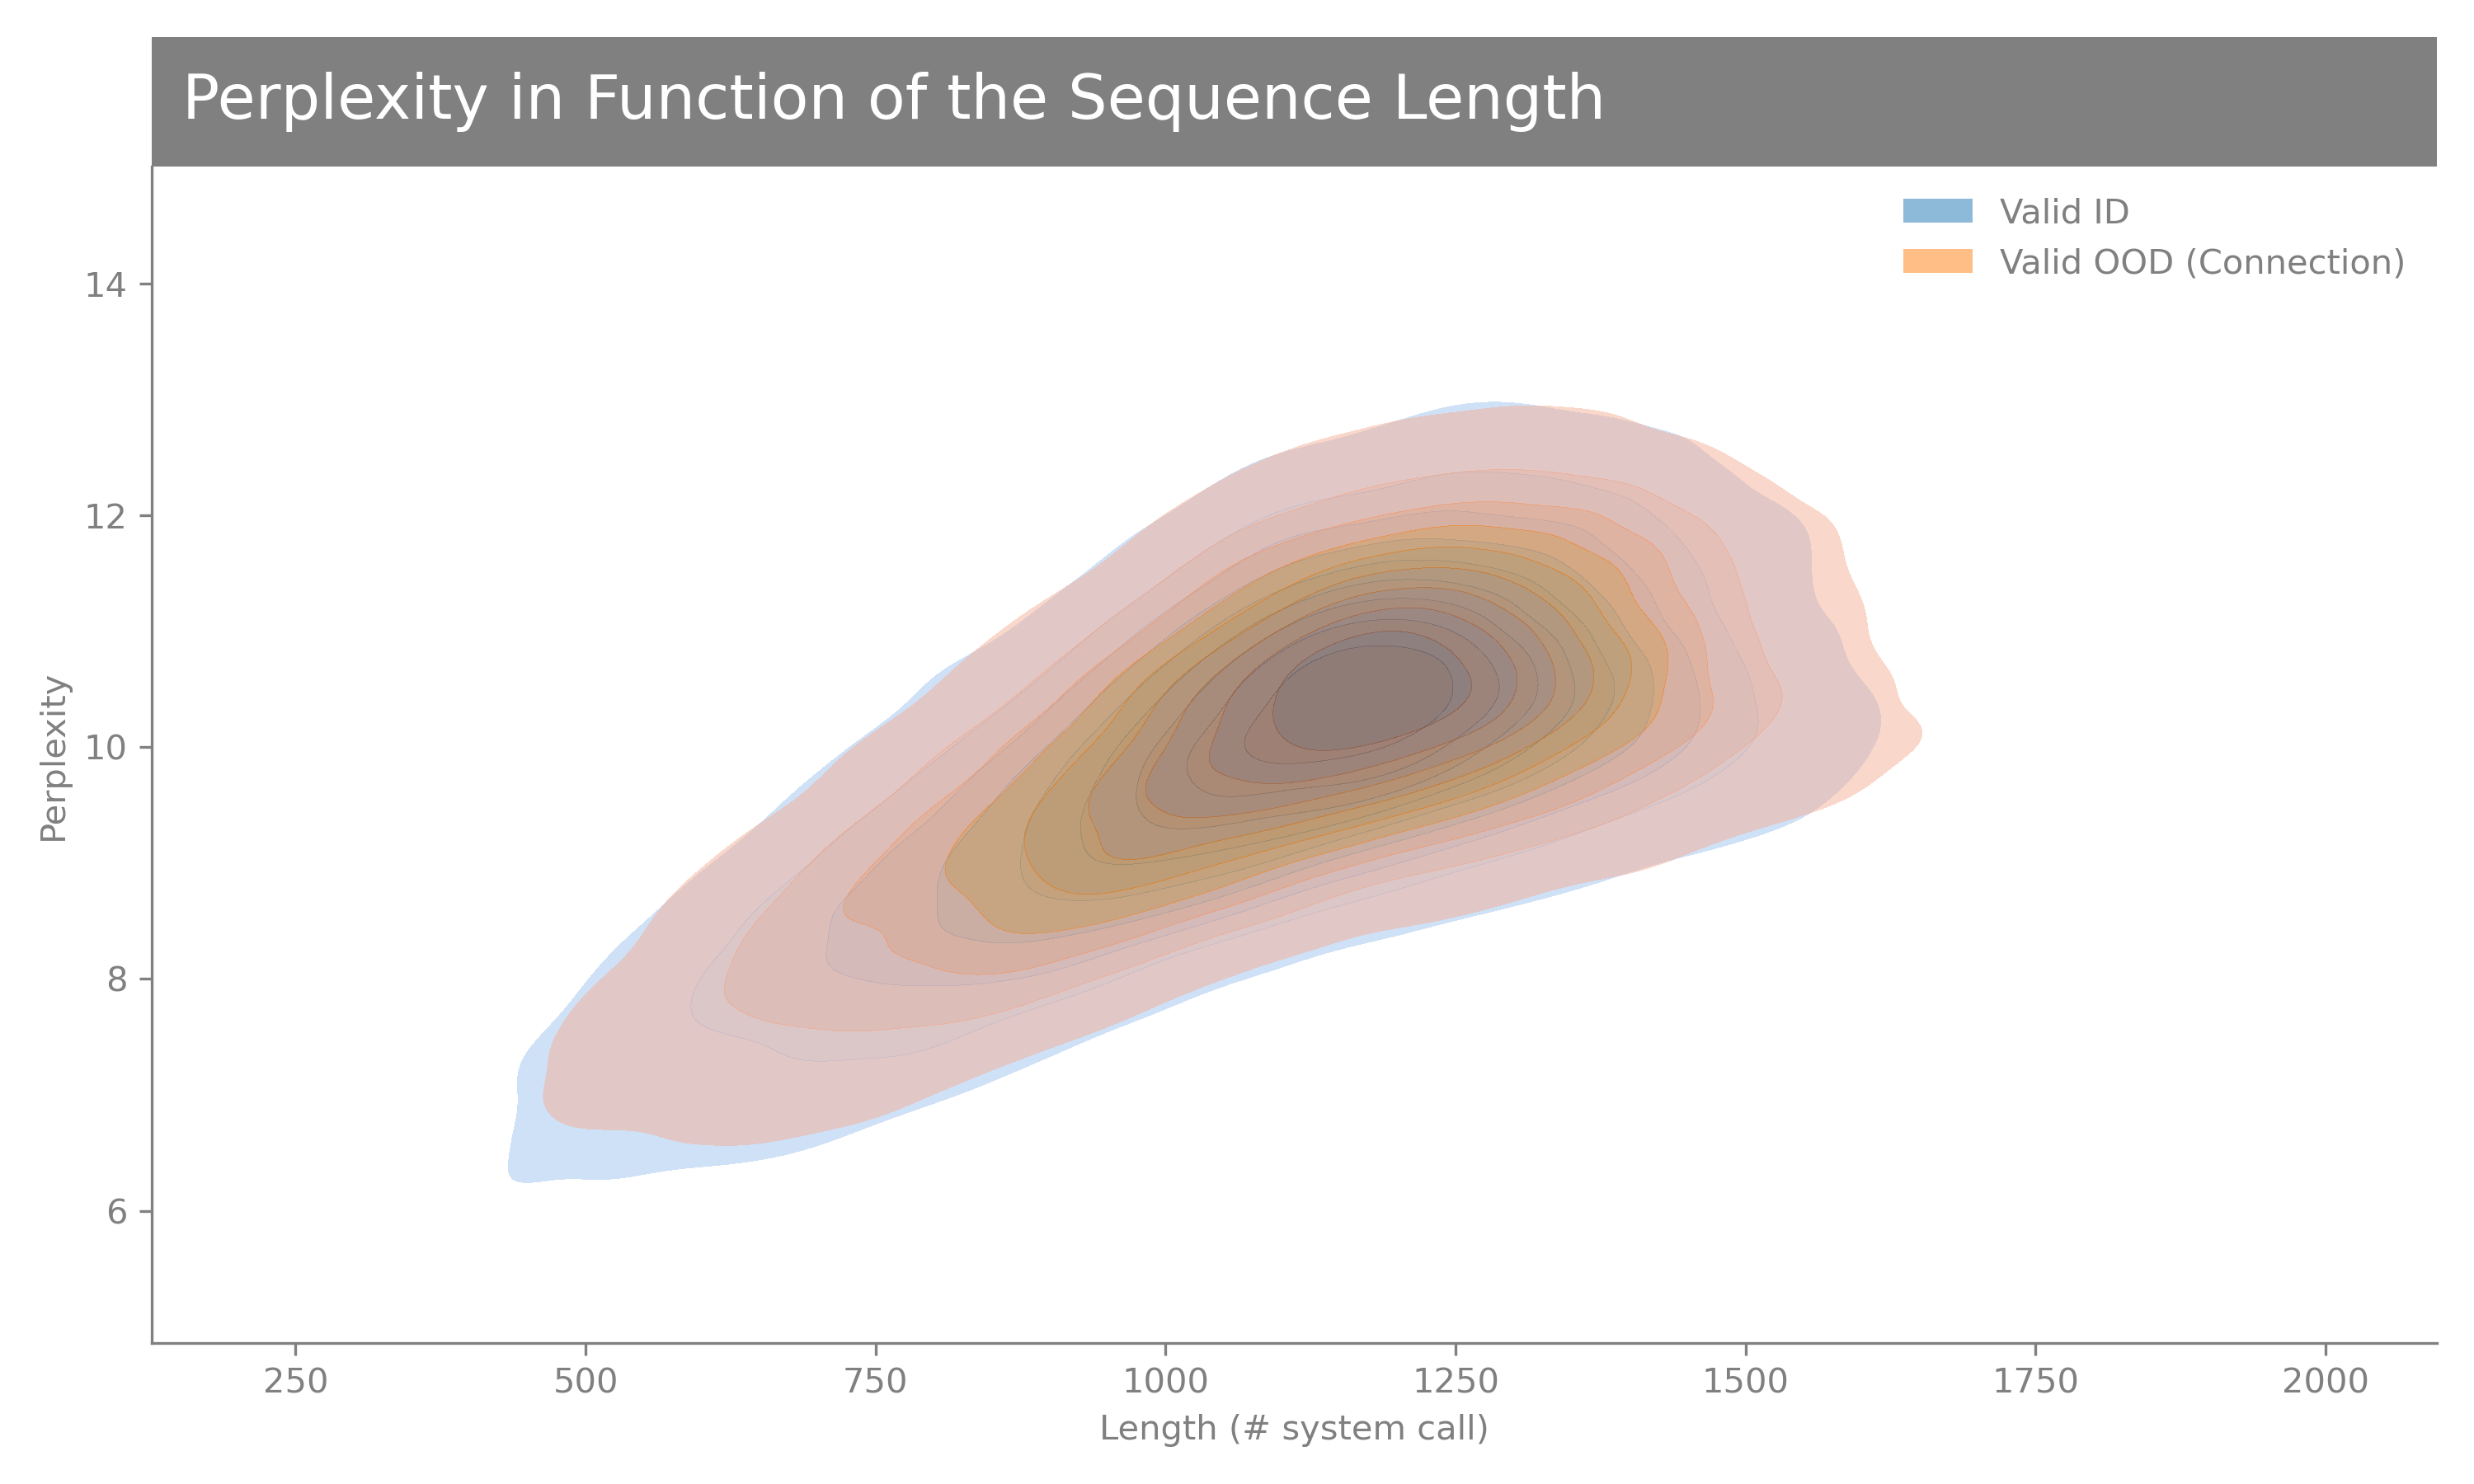 Perplexity in Function of the Sequence Length
Valid ID
Valid OOD (Connection)
14
12
10
8
6
Perplexity
250 500 750 1000 1250 1500 1750 2000
Length (# system call)